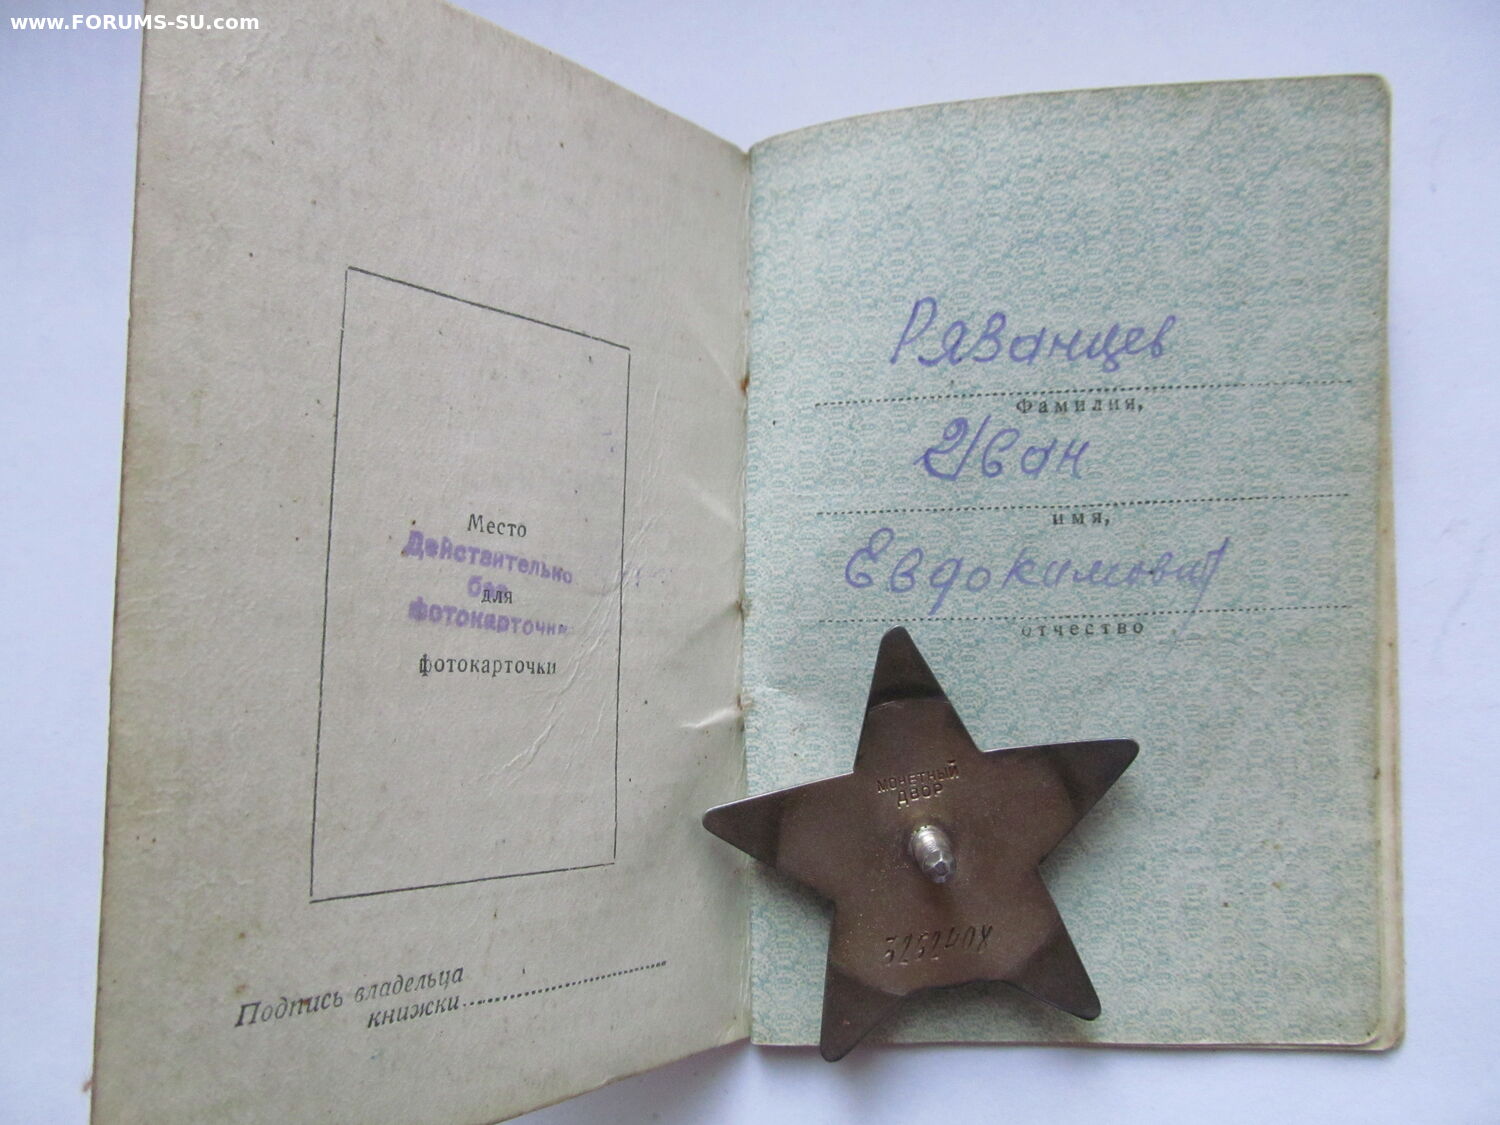 www.FORUMS-SU.com
Место
Действительно
без
для
фотокарточки
фотокарточки
Подпись владельца
книжки
Рязанцев
Фамилия,
Иван
имя,
Евдокимович
отчество
МОНЕТНЫЙ
ДВОР